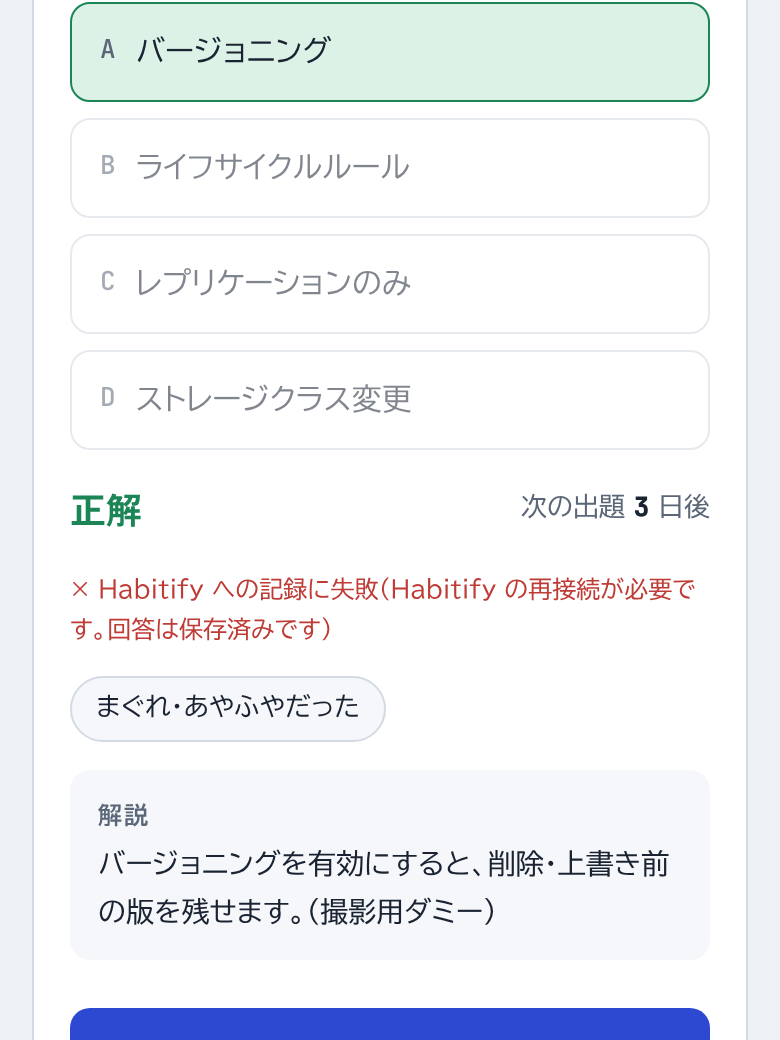 A バージョニング
B ライフサイクルルール
C レプリケーションのみ
D ストレージクラス変更
正解 次の出題 3 日後
× Habitify への記録に失敗(Habitify の再接続が必要で
す。回答は保存済みです)
まぐれ・あやふやだった
解説
バージョニングを有効にすると、削除・上書き前
の版を残せます。(撮影用ダミー)